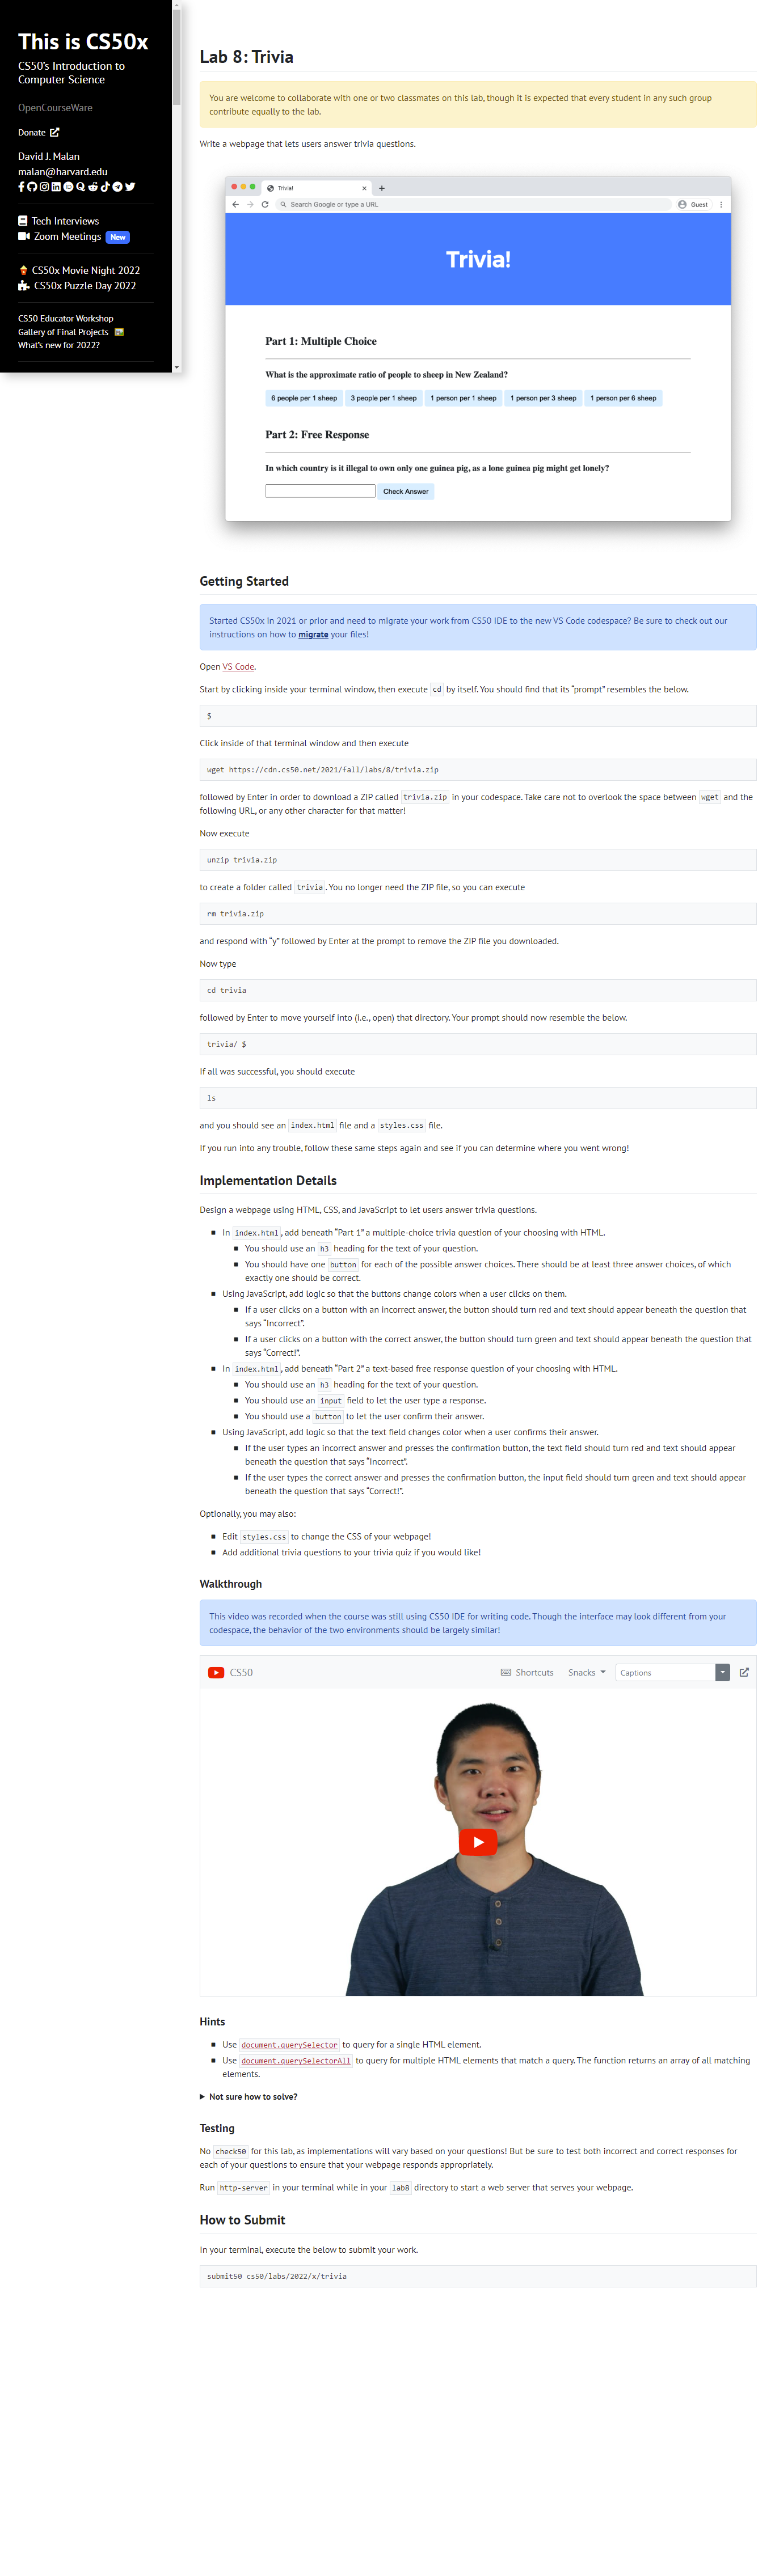 This is CS50x
CS50's Introduction to
Computer Science
OpenCourseWare
Donate
David J. Malan
malan@harvard.edu
Tech Interviews
Zoom Meetings New
CS50x Movie Night 2022
CS50x Puzzle Day 2022
CS50 Educator Workshop
Gallery of Final Projects
What's new for 2022?
Lab 8: Trivia
You are welcome to collaborate with one or two classmates on this lab, though it is expected that every student in any such group
contribute equally to the lab.
Write a webpage that lets users answer trivia questions.
Trivia!
Search Google or type a URL
Guest
Trivia!
Part 1: Multiple Choice
What is the approximate ratio of people to sheep in New Zealand?
6 people per 1 sheep 3 people per 1 sheep 1 person per 1 sheep 1 person per 3 sheep 1 person per 6 sheep
Part 2: Free Response
In which country is it illegal to own only one guinea pig, as a lone guinea pig might get lonely?
Check Answer
Getting Started
Started CS50x in 2021 or prior and need to migrate your work from CS50 IDE to the new VS Code codespace? Be sure to check out our
instructions on how to migrate your files!
Open VS Code.
Start by clicking inside your terminal window, then execute cd by itself. You should find that its "prompt" resembles the below.
$
Click inside of that terminal window and then execute
wget https://cdn.cs50.net/2021/fall/labs/8/trivia.zip
followed by Enter in order to download a ZIP called trivia.zip in your codespace. Take care not to overlook the space between wget and the
following URL, or any other character for that matter!
Now execute
unzip trivia.zip
to create a folder called trivia. You no longer need the ZIP file, so you can execute
rm trivia.zip
and respond with "y" followed by Enter at the prompt to remove the ZIP file you downloaded.
Now type
cd trivia
followed by Enter to move yourself into (i.e., open) that directory. Your prompt should now resemble the below.
trivia/ $
If all was successful, you should execute
ls
and you should see an index.html file and a styles.css file.
If you run into any trouble, follow these same steps again and see if you can determine where you went wrong!
Implementation Details
Design a webpage using HTML, CSS, and JavaScript to let users answer trivia questions.
In index.html, add beneath "Part 1" a multiple-choice trivia question of your choosing with HTML.
You should use an h3 heading for the text of your question.
You should have one button for each of the possible answer choices. There should be at least three answer choices, of which
exactly one should be correct.
Using JavaScript, add logic so that the buttons change colors when a user clicks on them.
If a user clicks on a button with an incorrect answer, the button should turn red and text should appear beneath the question that
says "Incorrect".
If a user clicks on a button with the correct answer, the button should turn green and text should appear beneath the question that
says "Correct!".
In index.html, add beneath "Part 2" a text-based free response question of your choosing with HTML.
You should use an h3 heading for the text of your question.
You should use an input field to let the user type a response.
You should use a button to let the user confirm their answer.
Using JavaScript, add logic so that the text field changes color when a user confirms their answer.
If the user types an incorrect answer and presses the confirmation button, the text field should turn red and text should appear
beneath the question that says "Incorrect".
If the user types the correct answer and presses the confirmation button, the input field should turn green and text should appear
beneath the question that says "Correct!".
Optionally, you may also:
Edit styles.css to change the CSS of your webpage!
Add additional trivia questions to your trivia quiz if you would like!
Walkthrough
This video was recorded when the course was still using CS50 IDE for writing code. Though the interface may look different from your
codespace, the behavior of the two environments should be largely similar!
CS50 Shortcuts Snacks Captions
Hints
Use document.querySelector to query for a single HTML element.
Use document.querySelectorAll to query for multiple HTML elements that match a query. The function returns an array of all matching
elements.
Not sure how to solve?
Testing
No check50 for this lab, as implementations will vary based on your questions! But be sure to test both incorrect and correct responses for
each of your questions to ensure that your webpage responds appropriately.
Run http-server in your terminal while in your lab8 directory to start a web server that serves your webpage.
How to Submit
In your terminal, execute the below to submit your work.
submit50 cs50/labs/2022/x/trivia